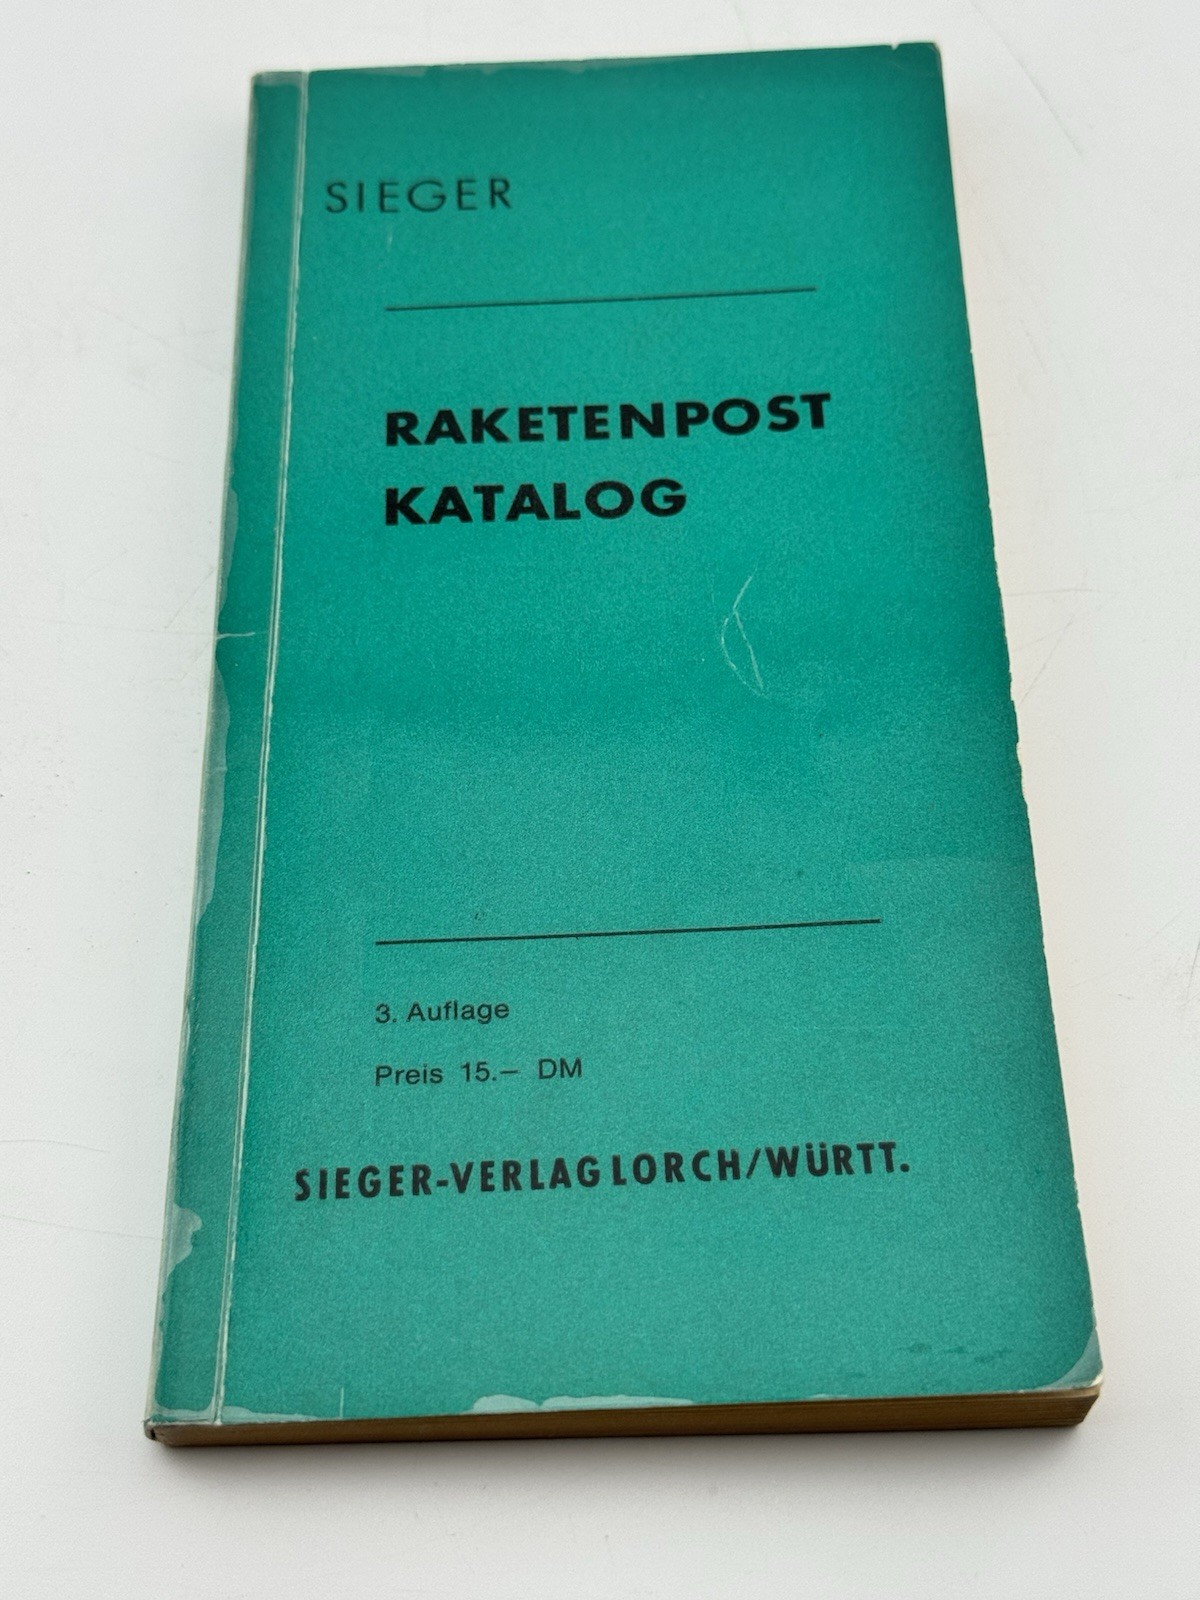 SIEGER
RAKETENPOST
KATALOG
3. Auflage
Preis 15.– DM
SIEGER-VERLAG LORCH/WÜRTT.